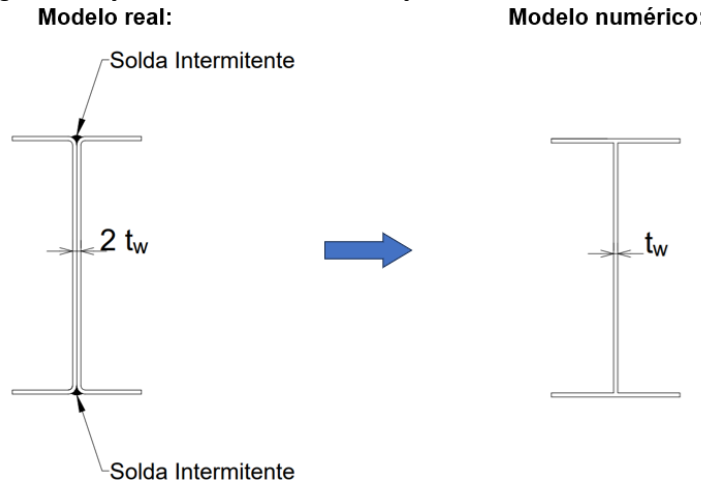 Modelo real:
Modelo numérico:
Solda Intermitente
2 tw
tw
Solda Intermitente